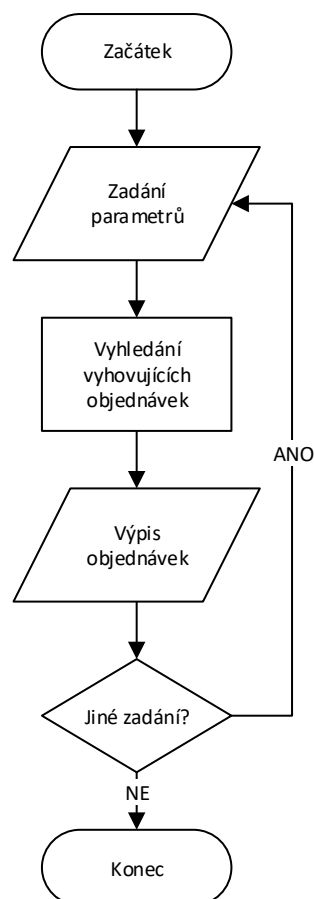 Začátek
Zadání
parametrů
Vyhledání
vyhovujících
objednávek
ANO
Výpis
objednávek
Jiné zadání?
NE
Konec